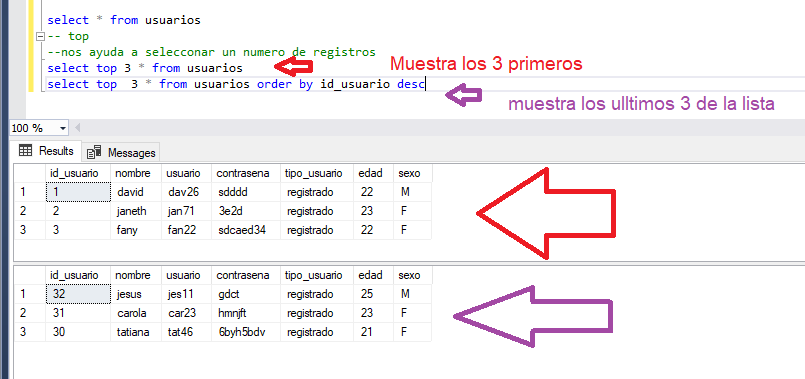 select * from usuarios
-- top
--nos ayuda a selecconar un numero de registros
select top 3 * from usuarios
Muestra los 3 primeros
select top  3 * from usuarios order by id_usuario desc
muestra los ulltimos 3 de la lista
100 %
Results Messages
id_usuario nombre usuario contrasena tipo_usuario edad sexo
1 1 david dav26 sdddd registrado 22 M
2 2 janeth jan71 3e2d registrado 23 F
3 3 fany fan22 sdcaed34 registrado 22 F
id_usuario nombre usuario contrasena tipo_usuario edad sexo
1 32 jesus jes11 gdct registrado 25 M
2 31 carola car23 hmnjft registrado 23 F
3 30 tatiana tat46 6byh5bdv registrado 21 F